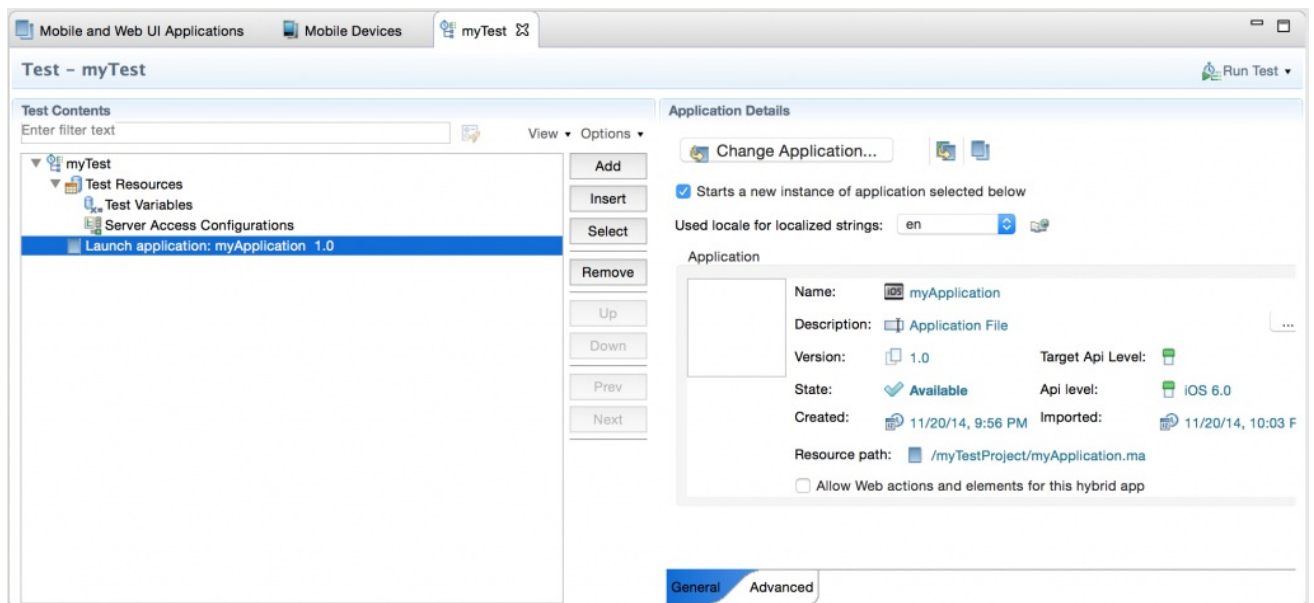 Mobile and Web UI Applications Mobile Devices myTest
Test - myTest Run Test
Test Contents Application Details
Enter filter text View Options
Change Application...
myTest Add
Test Resources
Starts a new instance of application selected below
Test Variables Insert
Server Access Configurations Used locale for localized strings: en
Launch application: myApplication 1.0 Select
Application
Remove
Name: iOS myApplication
Up
Description: Application File ...
Down
Version: 1.0 Target Api Level:
Prev State: Available Api level: iOS 6.0
Next Created: 11/20/14, 9:56 PM Imported: 11/20/14, 10:03 P
Resource path: /myTestProject/myApplication.ma
Allow Web actions and elements for this hybrid app
General Advanced